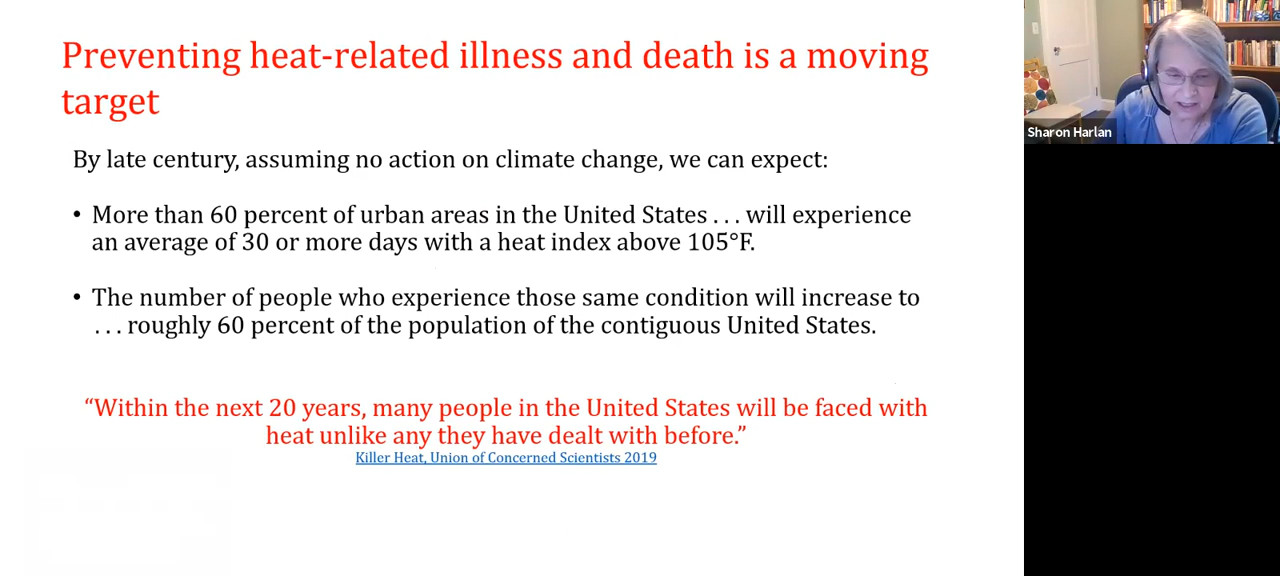 Preventing heat-related illness and death is a moving
target
By late century, assuming no action on climate change, we can expect:
• More than 60 percent of urban areas in the United States . . . will experience
an average of 30 or more days with a heat index above 105°F.
• The number of people who experience those same condition will increase to
. . . roughly 60 percent of the population of the contiguous United States.
“Within the next 20 years, many people in the United States will be faced with
heat unlike any they have dealt with before.”
Killer Heat, Union of Concerned Scientists 2019
Sharon Harlan